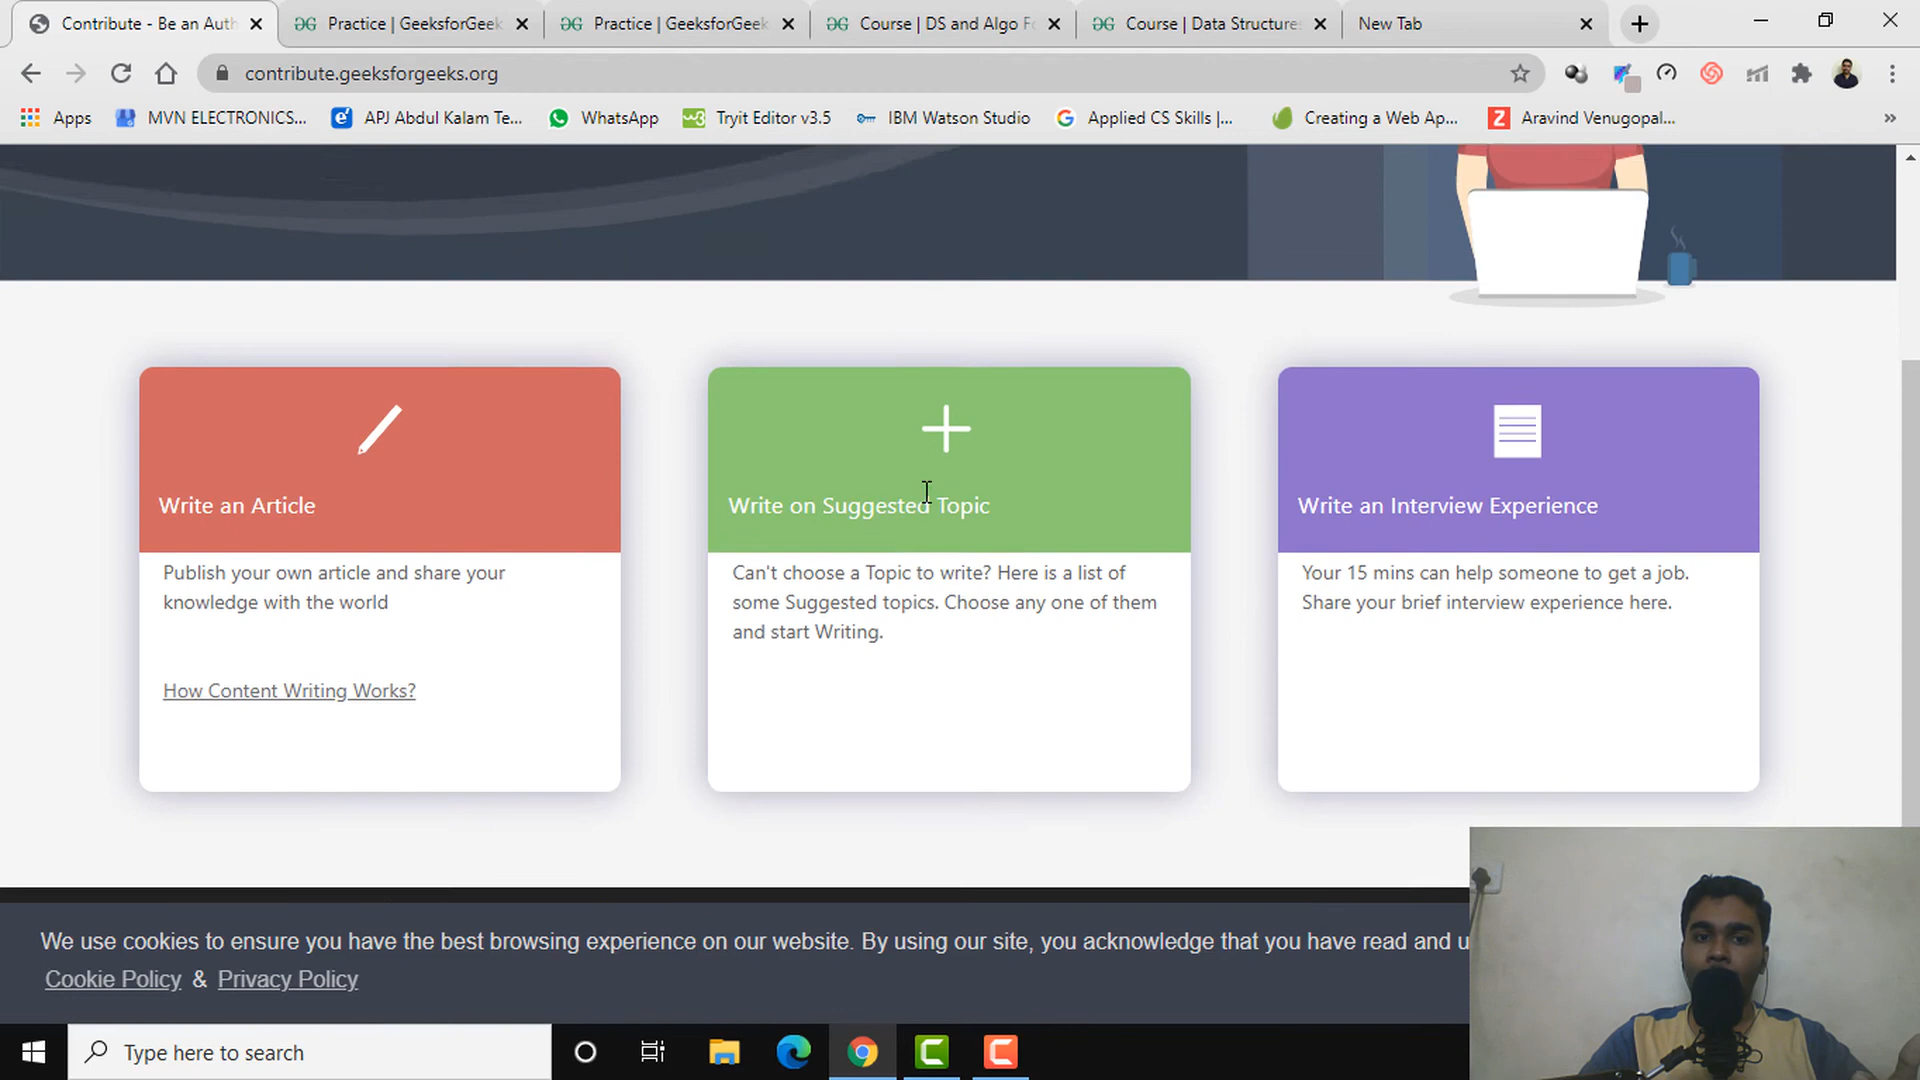 Contribute - Be an Auth
Practice | GeeksforGeek
Practice | GeeksforGeek
Course | DS and Algo Fo
Course | Data Structures
New Tab
contribute.geeksforgeeks.org
Apps
MVN ELECTRONICS...
APJ Abdul Kalam Te...
WhatsApp
Tryit Editor v3.5
IBM Watson Studio
Applied CS Skills |...
Creating a Web Ap...
Aravind Venugopal...
Write an Article
Publish your own article and share your
knowledge with the world
How Content Writing Works?
Write on Suggested Topic
Can't choose a Topic to write? Here is a list of
some Suggested topics. Choose any one of them
and start Writing.
Write an Interview Experience
Your 15 mins can help someone to get a job.
Share your brief interview experience here.
We use cookies to ensure you have the best browsing experience on our website. By using our site, you acknowledge that you have read and u
Cookie Policy & Privacy Policy
Type here to search